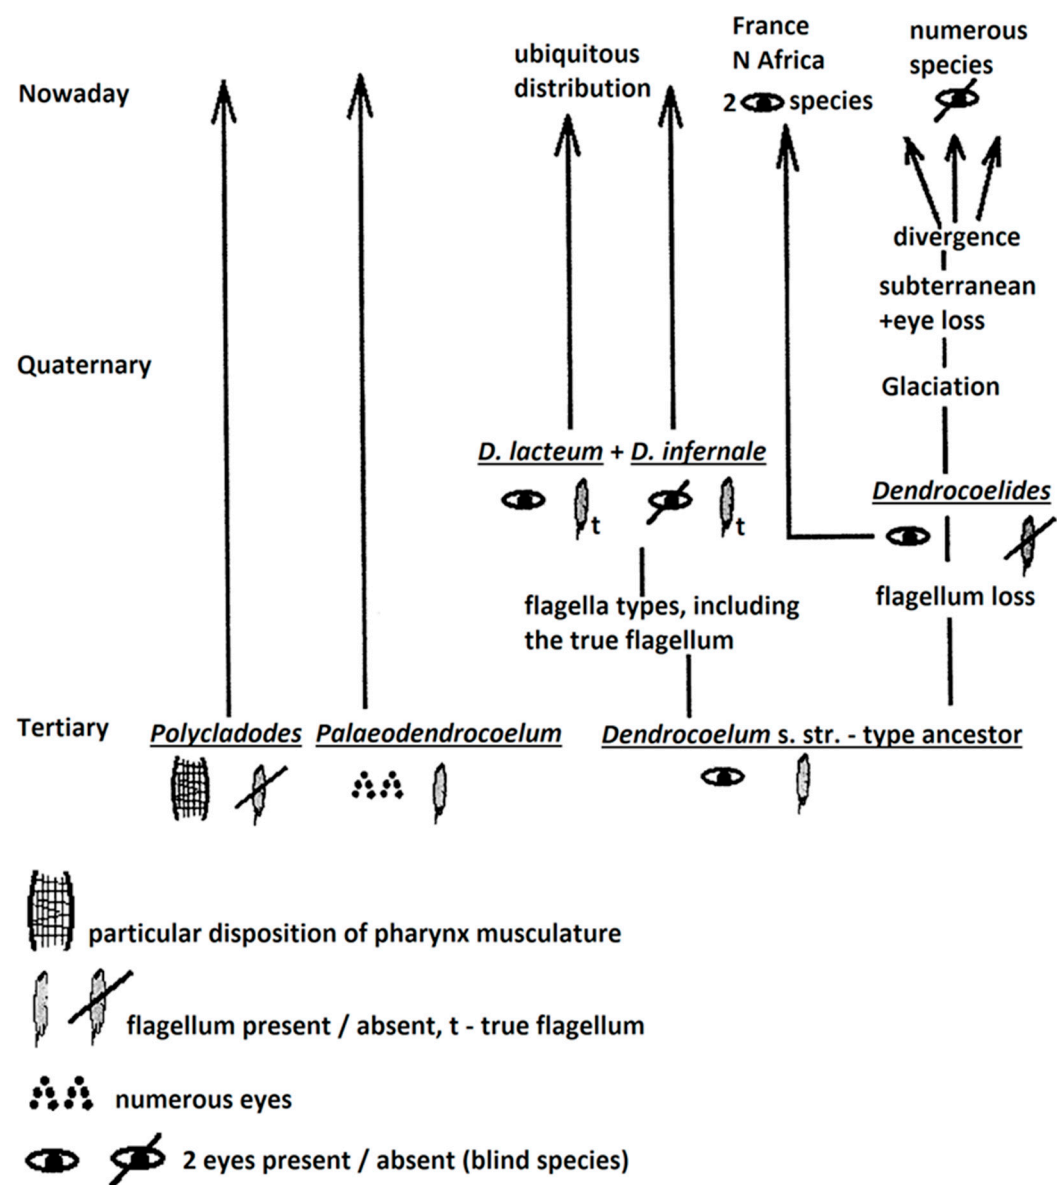 France
N Africa
2 species
numerous
species
ubiquitous
distribution
Nowaday
divergence
subterranean
+eye loss
Quaternary
Glaciation
D. lacteum + D. infernale
t
t
Dendrocoelides
flagella types, including
the true flagellum
flagellum loss
Tertiary
Polycladodes
Palaeodendrocoelum
Dendrocoelum s. str. - type ancestor
particular disposition of pharynx musculature
flagellum present / absent, t - true flagellum
numerous eyes
2 eyes present / absent (blind species)